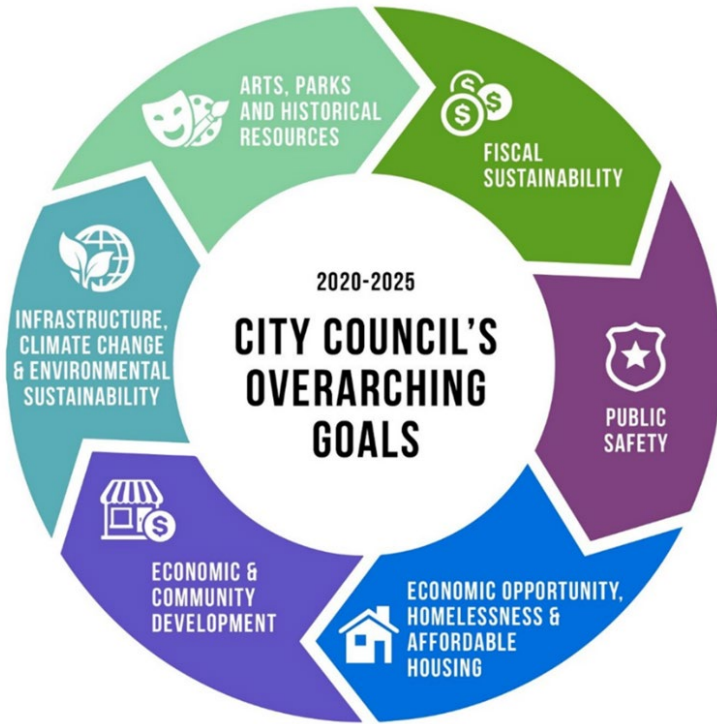 2020-2025
CITY COUNCIL'S
OVERARCHING
GOALS
FISCAL
SUSTAINABILITY
PUBLIC
SAFETY
ECONOMIC OPPORTUNITY,
HOMELESSNESS &
AFFORDABLE
HOUSING
ECONOMIC &
COMMUNITY
DEVELOPMENT
INFRASTRUCTURE,
CLIMATE CHANGE
& ENVIRONMENTAL
SUSTAINABILITY
ARTS, PARKS
AND HISTORICAL
RESOURCES
$
$
$
$